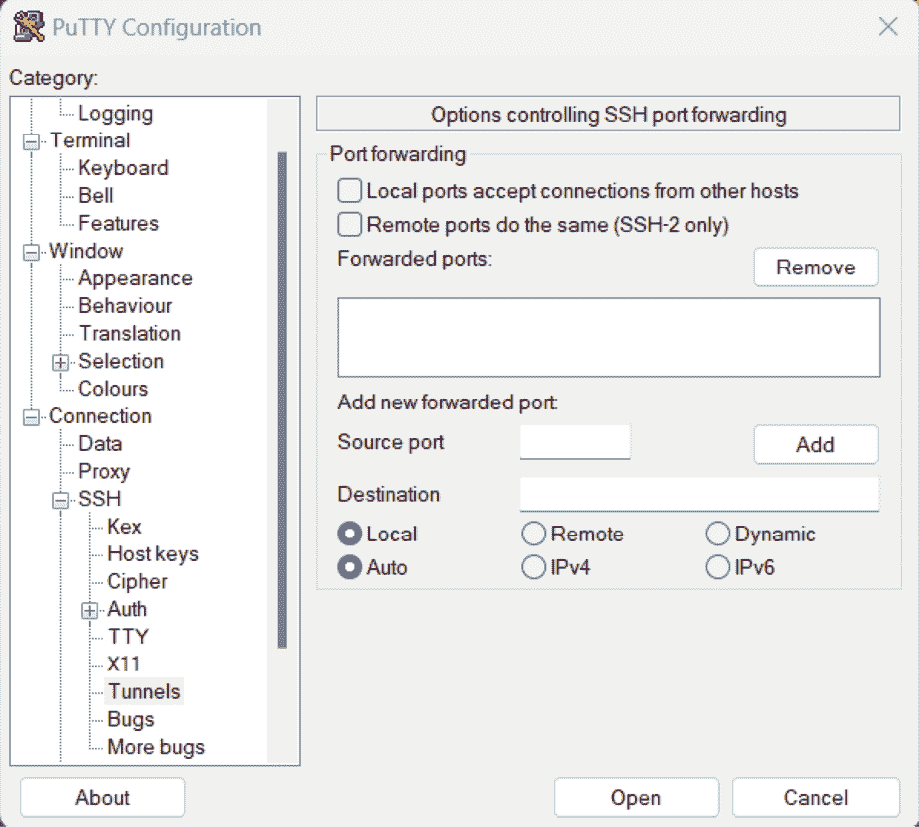 PuTTY Configuration
Category:
Logging
Terminal
Keyboard
Bell
Features
Window
Appearance
Behaviour
Translation
Selection
Colours
Connection
Data
Proxy
SSH
Kex
Host keys
Cipher
Auth
TTY
X11
Tunnels
Bugs
More bugs
Options controlling SSH port forwarding
Port forwarding
Local ports accept connections from other hosts
Remote ports do the same (SSH-2 only)
Forwarded ports:
Remove
Add new forwarded port:
Source port
Add
Destination
Local Remote Dynamic
Auto IPv4 IPv6
About Open Cancel